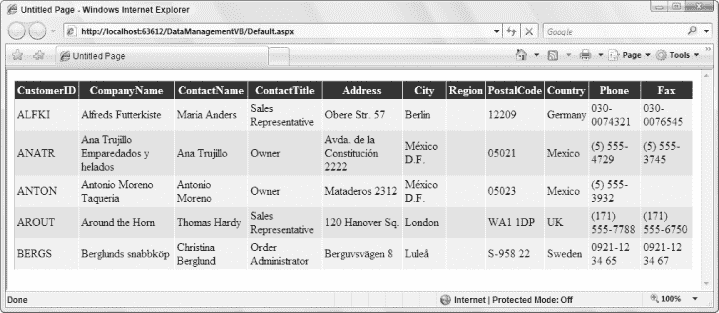 Untitled Page - Windows Internet Explorer
http://localhost:63612/DataManagementVB/Default.aspx
Google
Untitled Page
Page Tools
CustomerID CompanyName ContactName ContactTitle Address City Region PostalCode Country Phone Fax
ALFKI Alfreds Futterkiste Maria Anders Sales Representative Obere Str. 57 Berlin 12209 Germany 030-0074321 030-0076545
ANATR Ana Trujillo Emparedados y helados Ana Trujillo Owner Avda. de la Constitución 2222 México D.F. 05021 Mexico (5) 555-4729 (5) 555-3745
ANTON Antonio Moreno Taquería Antonio Moreno Owner Mataderos 2312 México D.F. 05023 Mexico (5) 555-3932
AROUT Around the Horn Thomas Hardy Sales Representative 120 Hanover Sq. London WA1 1DP UK (171) 555-7788 (171) 555-6750
BERGS Berglunds snabbköp Christina Berglund Order Administrator Berguvsvägen 8 Luleå S-958 22 Sweden 0921-12 34 65 0921-12 34 67
Done
Internet | Protected Mode: Off
100%